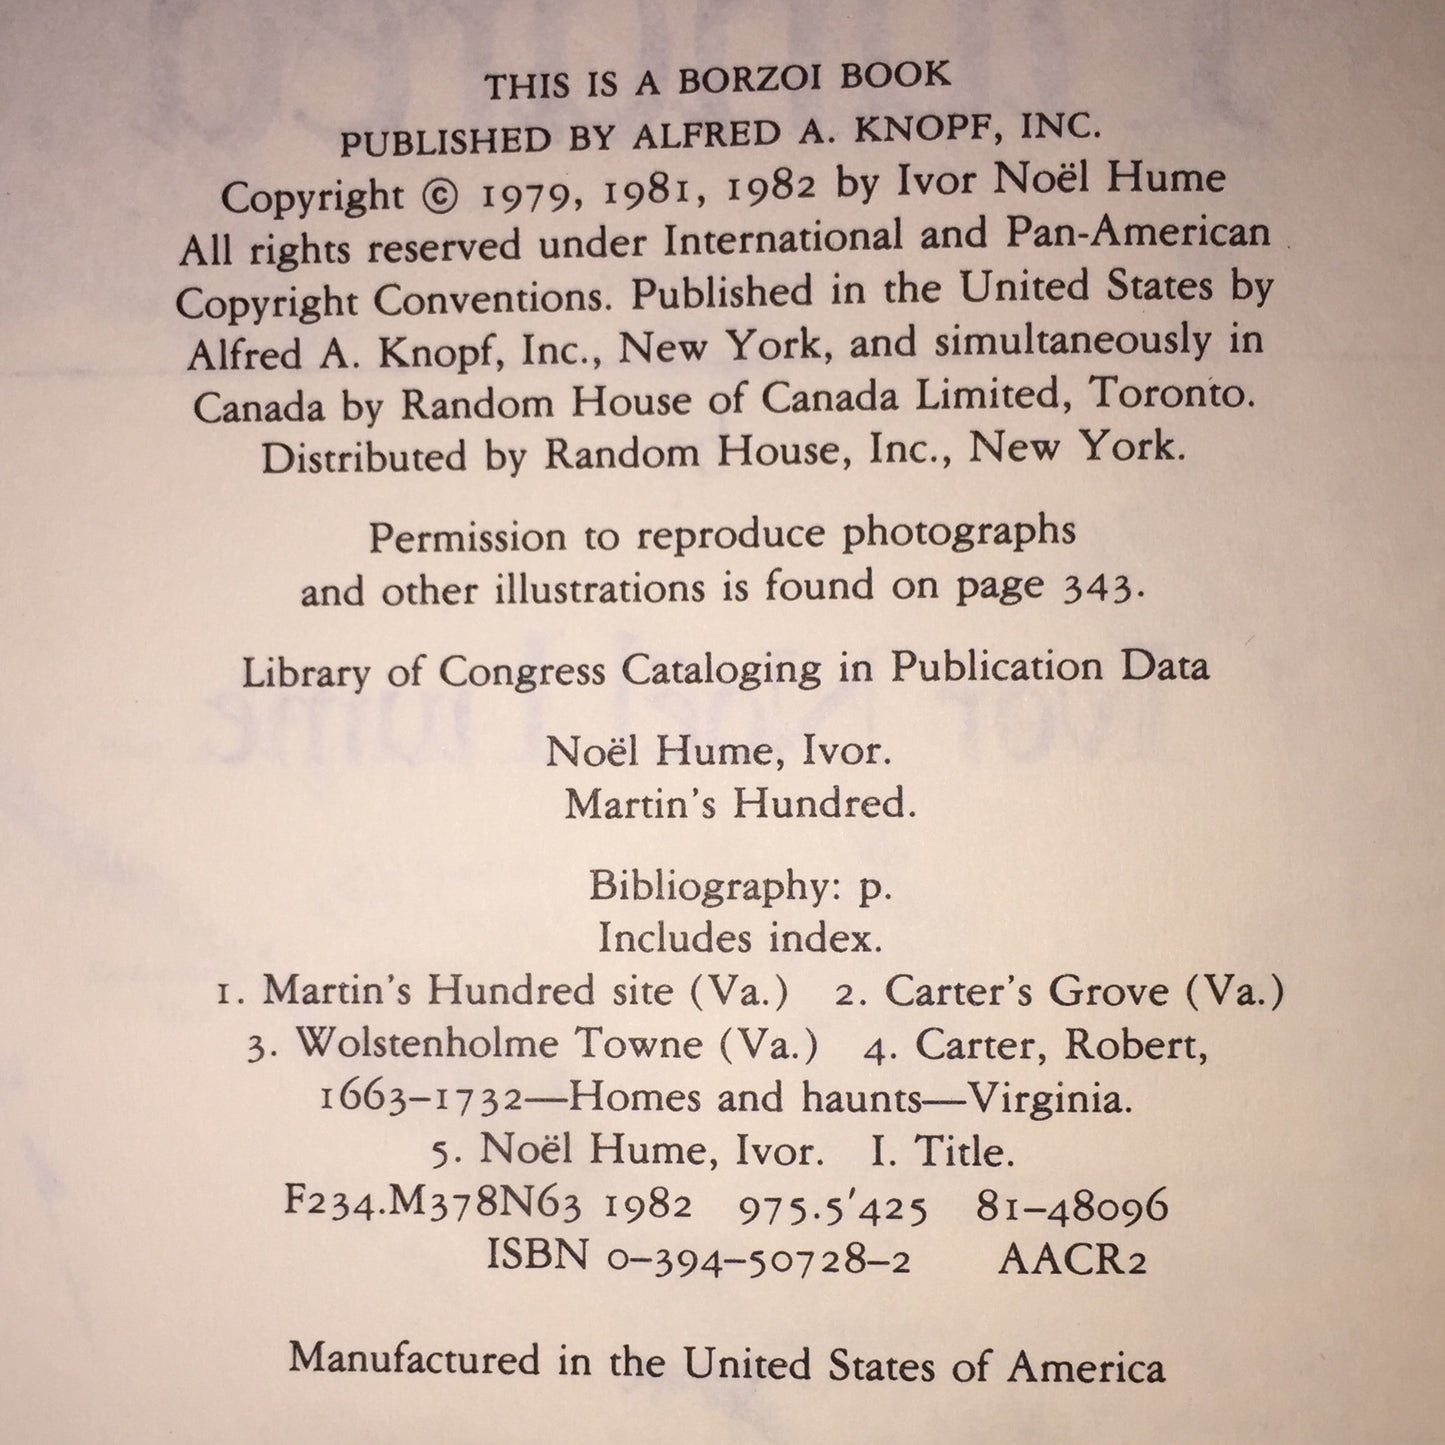 THIS IS A BORZOI BOOK
PUBLISHED BY ALFRED A. KNOPF, INC.
Copyright © 1979, 1981, 1982 by Ivor Noël Hume
All rights reserved under International and Pan-American
Copyright Conventions. Published in the United States by
Alfred A. Knopf, Inc., New York, and simultaneously in
Canada by Random House of Canada Limited, Toronto.
Distributed by Random House, Inc., New York.
Permission to reproduce photographs
and other illustrations is found on page 343.
Library of Congress Cataloging in Publication Data
Noël Hume, Ivor.
Martin's Hundred.
Bibliography: p.
Includes index.
1. Martin's Hundred site (Va.) 2. Carter's Grove (Va.)
3. Wolstenholme Towne (Va.) 4. Carter, Robert,
1663–1732—Homes and haunts—Virginia.
5. Noël Hume, Ivor. I. Title.
F234.M378N63 1982 975.5′425 81–48096
ISBN 0–394–50728–2 AACR2
Manufactured in the United States of America